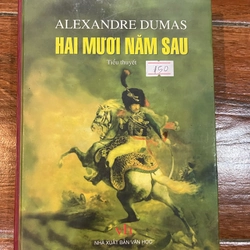 ALEXANDRE DUMAS
HAI MƯƠI NĂM SAU
Tiểu thuyết
150
NHÀ XUẤT BẢN VĂN HỌC